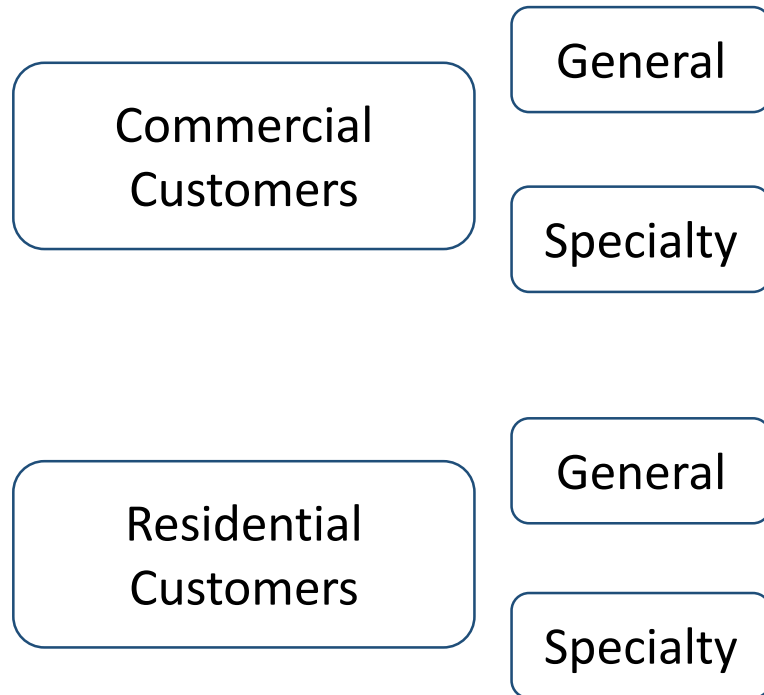 Commercial
Customers
General
Specialty
Residential
Customers
General
Specialty